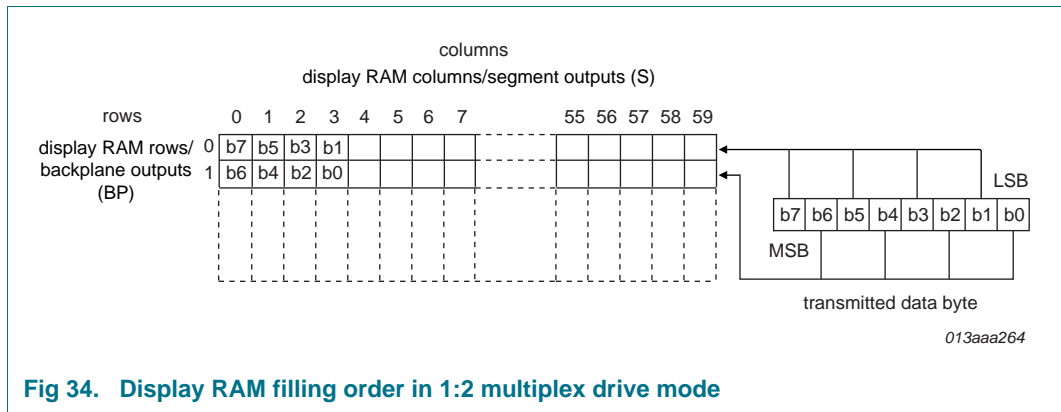 columns
display RAM columns/segment outputs (S)
rows 0 1 2 3 4 5 6 7 55 56 57 58 59
display RAM rows/ 0 b7 b5 b3 b1
backplane outputs 1 b6 b4 b2 b0
(BP)
LSB
b7 b6 b5 b4 b3 b2 b1 b0
MSB
transmitted data byte
013aaa264
Fig 34. Display RAM filling order in 1:2 multiplex drive mode